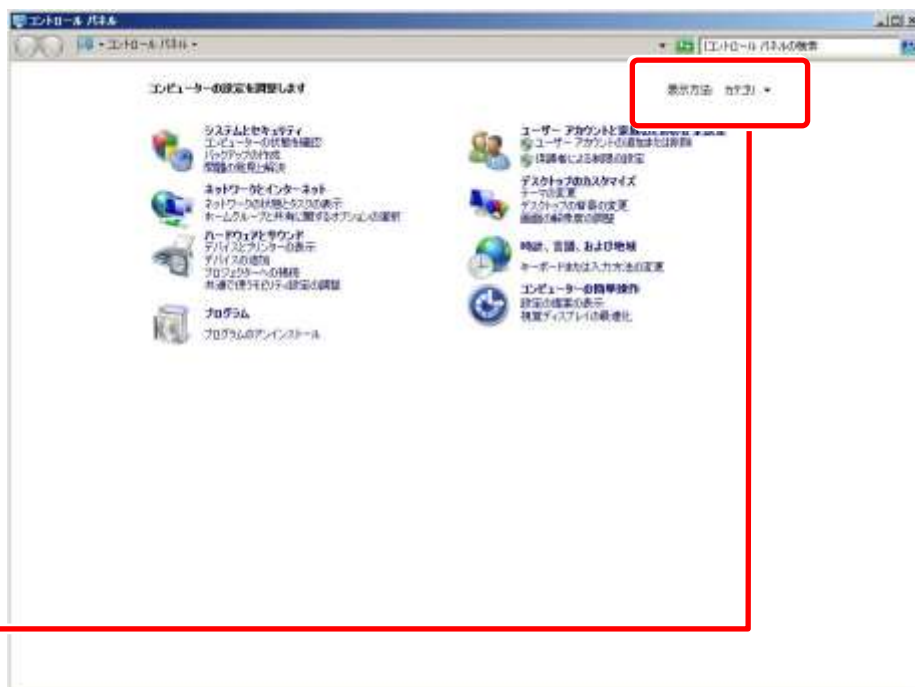 コントロール パネル
コントロール パネル
コントロール パネルの検索
コンピューターの設定を調整します
表示方法: カテゴリ
システムとセキュリティ
コンピューターの状態を確認
バックアップの作成
問題の発見と解決
ネットワークとインターネット
ネットワークの状態とタスクの表示
ホームグループと共有に関するオプションの選択
ハードウェアとサウンド
デバイスとプリンターの表示
デバイスの追加
プロジェクターへの接続
共通で使うモビリティ設定の調整
プログラム
プログラムのアンインストール
ユーザー アカウントと家族のための安全設定
ユーザー アカウントの追加または削除
保護者による制限の設定
デスクトップのカスタマイズ
テーマの変更
デスクトップの背景の変更
画面の解像度の調整
時計、言語、および地域
キーボードまたは入力方法の変更
コンピューターの簡単操作
設定の提案の表示
視覚ディスプレイの最適化